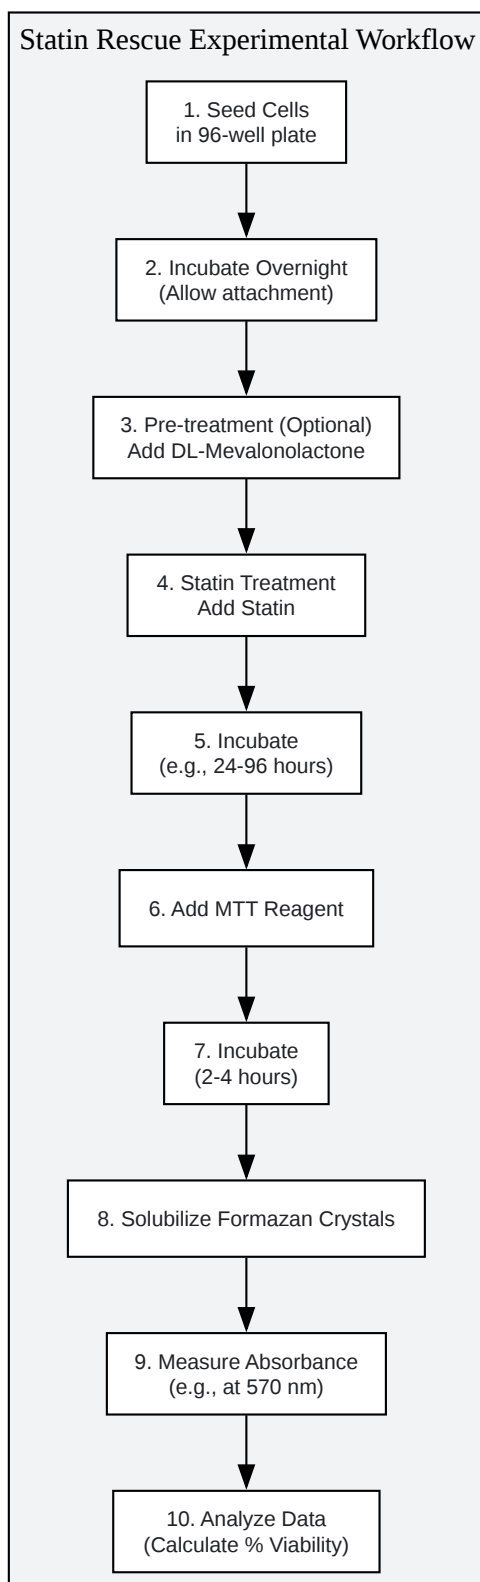 Statin Rescue Experimental Workflow
1. Seed Cells
in 96-well plate
2. Incubate Overnight
(Allow attachment)
3. Pre-treatment (Optional)
Add DL-Mevalonolactone
4. Statin Treatment
Add Statin
5. Incubate
(e.g., 24-96 hours)
6. Add MTT Reagent
7. Incubate
(2-4 hours)
8. Solubilize Formazan Crystals
9. Measure Absorbance
(e.g., at 570 nm)
10. Analyze Data
(Calculate % Viability)